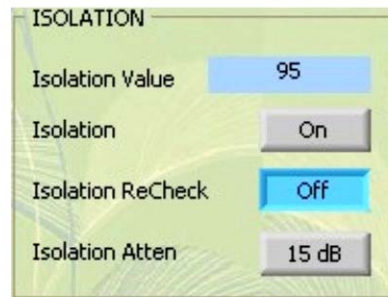 ISOLATION
Isolation Value 95
Isolation On
Isolation ReCheck Off
Isolation Atten 15 dB